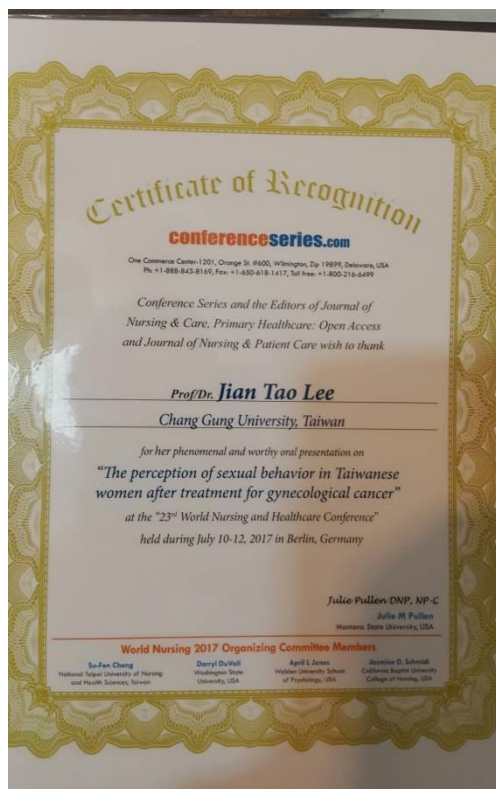 Certificate of Recognition
conferenceseries.com
One Commerce Center-1201, Orange St. #600, Wilmington, Zip 19899, Delaware, USA
Ph: +1-888-843-8169, Fax: +1-650-618-1417, Toll free: +1-800-216-6499
Conference Series and the Editors of Journal of
Nursing & Care, Primary Healthcare: Open Access
and Journal of Nursing & Patient Care wish to thank
Prof/Dr. Jian Tao Lee
Chang Gung University, Taiwan
for her phenomenal and worthy oral presentation on
"The perception of sexual behavior in Taiwanese
women after treatment for gynecological cancer"
at the "23rd World Nursing and Healthcare Conference"
held during July 10-12, 2017 in Berlin, Germany
Julie Pullen DNP, NP-C
Julie M Pullen
Montana State University, USA
World Nursing 2017 Organizing Committee Members
Su-Fen Cheng
National Taipei University of Nursing
and Health Sciences, Taiwan
Darryl DuVall
Washington State
University, USA
April L Jones
Walden University School
of Psychology, USA
Jasmine D. Schmidt
California Baptist University
College of Nursing, USA